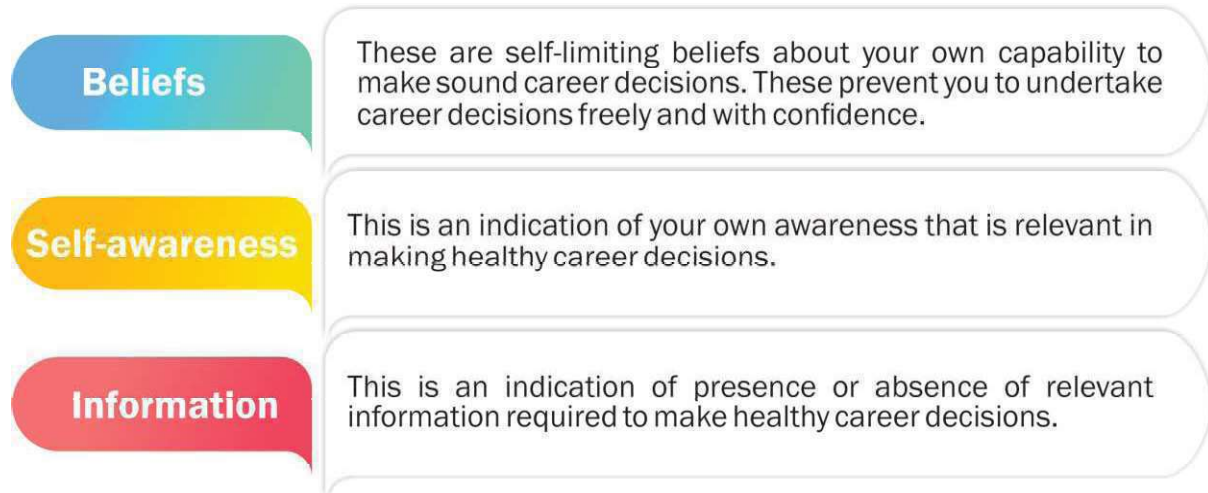 Beliefs
These are self-limiting beliefs about your own capability to
make sound career decisions. These prevent you to undertake
career decisions freely and with confidence.
Self-awareness
This is an indication of your own awareness that is relevant in
making healthy career decisions.
Information
This is an indication of presence or absence of relevant
information required to make healthy career decisions.